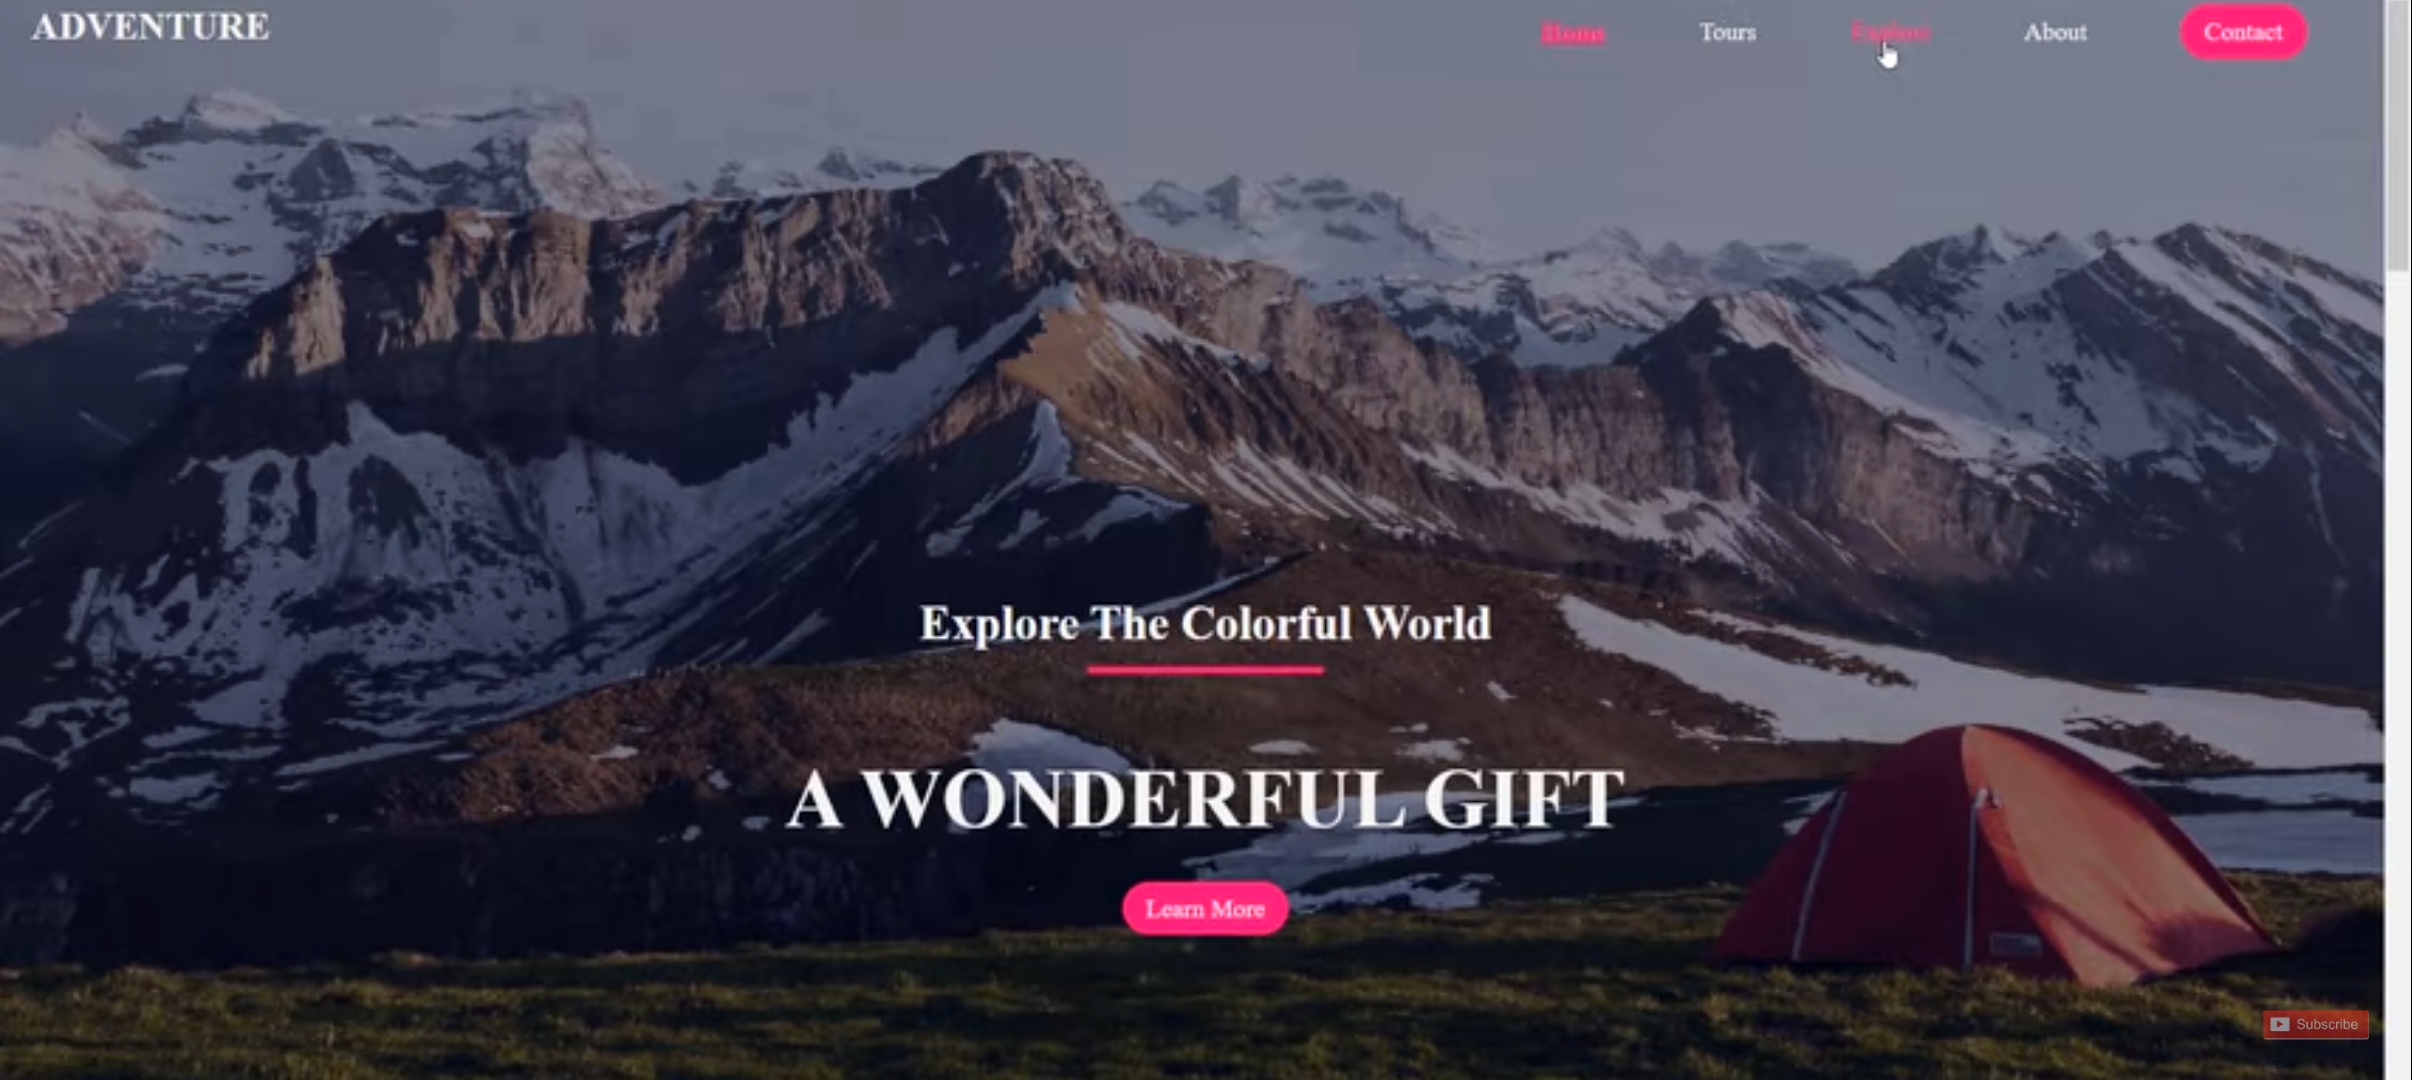 ADVENTURE
Home Tours Explore About Contact
Explore The Colorful World
A WONDERFUL GIFT
Learn More
Subscribe